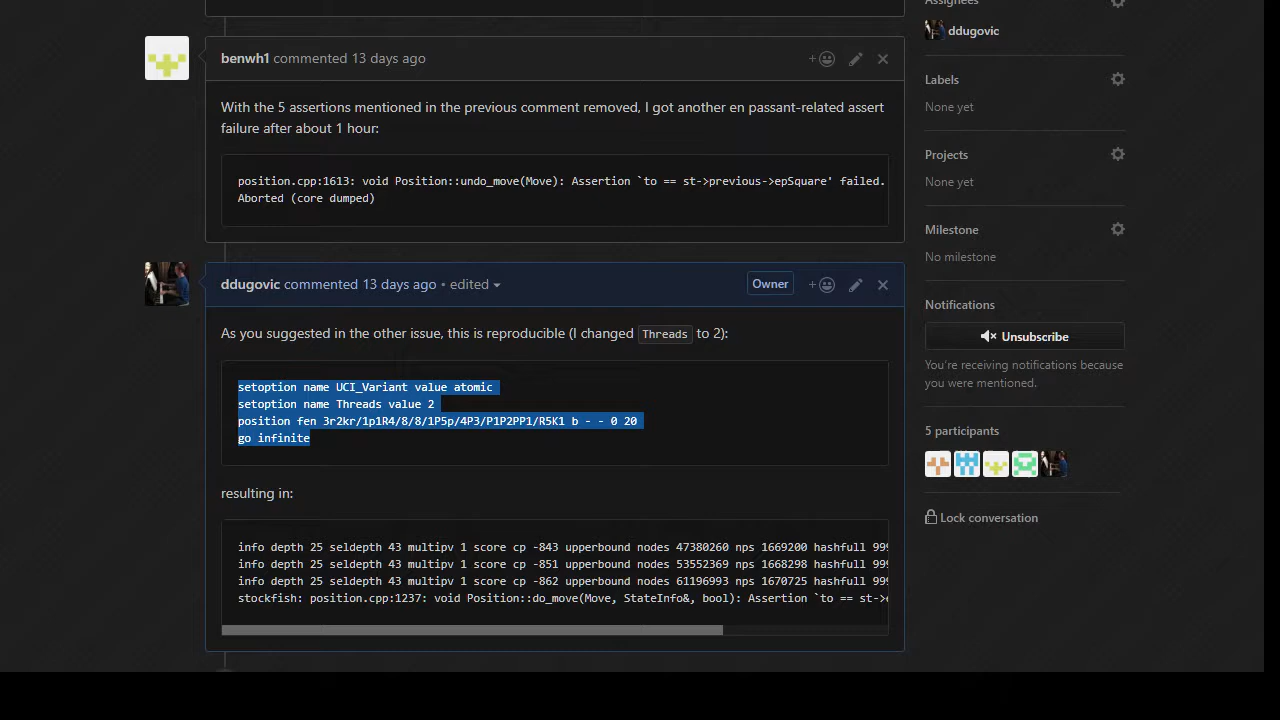 Assignees
ddugovic
benwh1 commented 13 days ago
With the 5 assertions mentioned in the previous comment removed, I got another en passant-related assert
failure after about 1 hour:
position.cpp:1613: void Position::undo_move(Move): Assertion `to == st->previous->epSquare' failed.
Aborted (core dumped)
ddugovic commented 13 days ago • edited
Owner
As you suggested in the other issue, this is reproducible (I changed Threads to 2):
setoption name UCI_Variant value atomic
setoption name Threads value 2
position fen 3r2kr/1p1R4/8/8/1P5p/4P3/P1P2PP1/R5K1 b - - 0 20
go infinite
resulting in:
info depth 25 seldepth 43 multipv 1 score cp -843 upperbound nodes 47380260 nps 1669200 hashfull 999
info depth 25 seldepth 43 multipv 1 score cp -851 upperbound nodes 53552369 nps 1668298 hashfull 999
info depth 25 seldepth 43 multipv 1 score cp -862 upperbound nodes 61196993 nps 1670725 hashfull 999
stockfish: position.cpp:1237: void Position::do_move(Move, StateInfo&, bool): Assertion `to == st->
Labels
None yet
Projects
None yet
Milestone
No milestone
Notifications
Unsubscribe
You're receiving notifications because
you were mentioned.
5 participants
Lock conversation